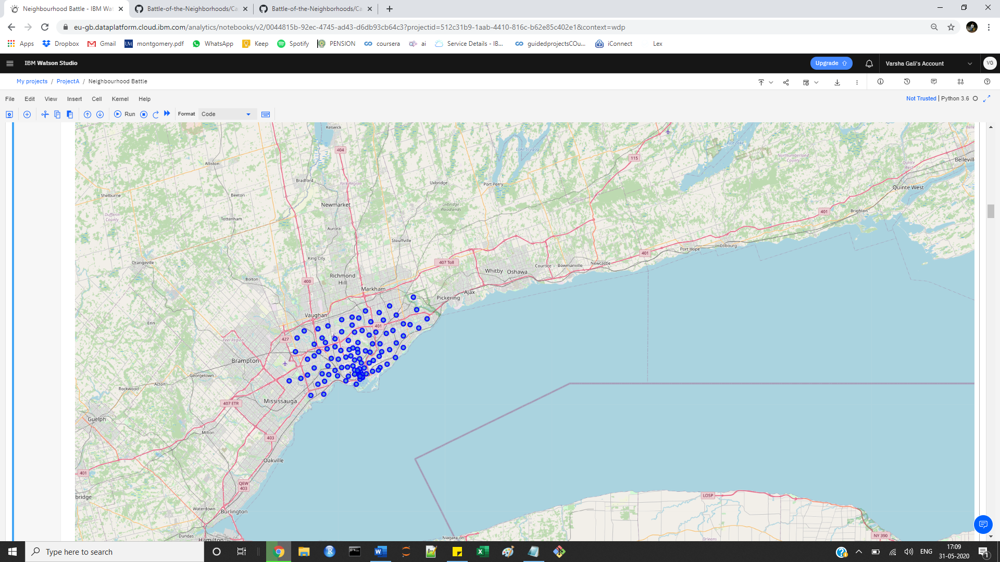 Neighbourhood Battle - IBM Wat
Battle-of-the-Neighborhoods/Ca
Battle-of-the-Neighborhoods/Ca
eu-gb.dataplatform.cloud.ibm.com/analytics/notebooks/v2/0044815b-92ec-4745-ad43-d6db93cb64c3?projectid=512c31b9-1aab-4410-816c-b62e85c402e1&context=wdp
Apps Dropbox Gmail montgomery.pdf WhatsApp Keep Spotify PENSION coursera ai Service Details - IB... guidedprojectsCOu... iConnect Lex
IBM Watson Studio Upgrade Varsha Gali's Account VG
My projects / ProjectA / Neighbourhood Battle
File Edit View Insert Cell Kernel Help Not Trusted | Python 3.6
Run Format Code
Keswick
404
Alliston
115
Lake Scugog
Rice Lake
Northumberland County
Quinte West
Bellevill
Bradford
York Region
Uxbridge
Port Perry
Quinte West
Shelburne
Beeton
Newmarket
Uxbridge Woodlands
Dufferin County
Tottenham
401
Brighton
Aurora
Stouffville
Cobourg
Port Hope
401
King City
Orangeville
407 Toll
Courtice
Bowmanville
Newcastle
Whitby
Oshawa
Richmond Hill
Bolton
400
Markham
Ajax
Pickering
Vaughan
Erin
401
427
Peel Region
Brampton
Georgetown
Acton
Rockwood
Mississauga
407 ETR
Guelph
Milton
403
Oakville
401
QEW 403
bridge
LOSP
Waterdown
Burlington
Dundas
Hamilton
Niagara-on
Orleans
NY 390
Type here to search
ENG
17:09
31-05-2020
1